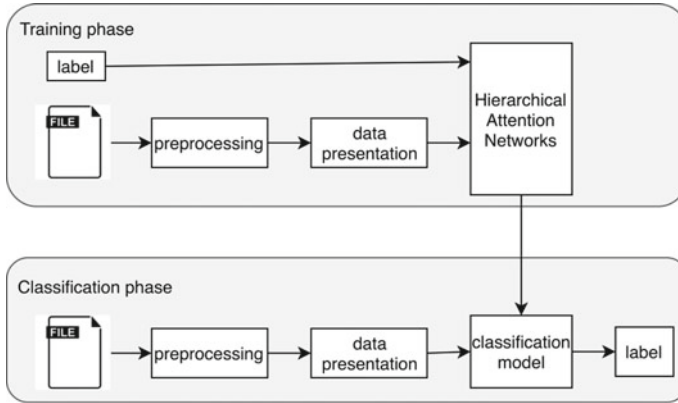 Training phase
label
FILE
preprocessing
data
presentation
Hierarchical
Attention
Networks
Classification phase
FILE
preprocessing
data
presentation
classification
model
label